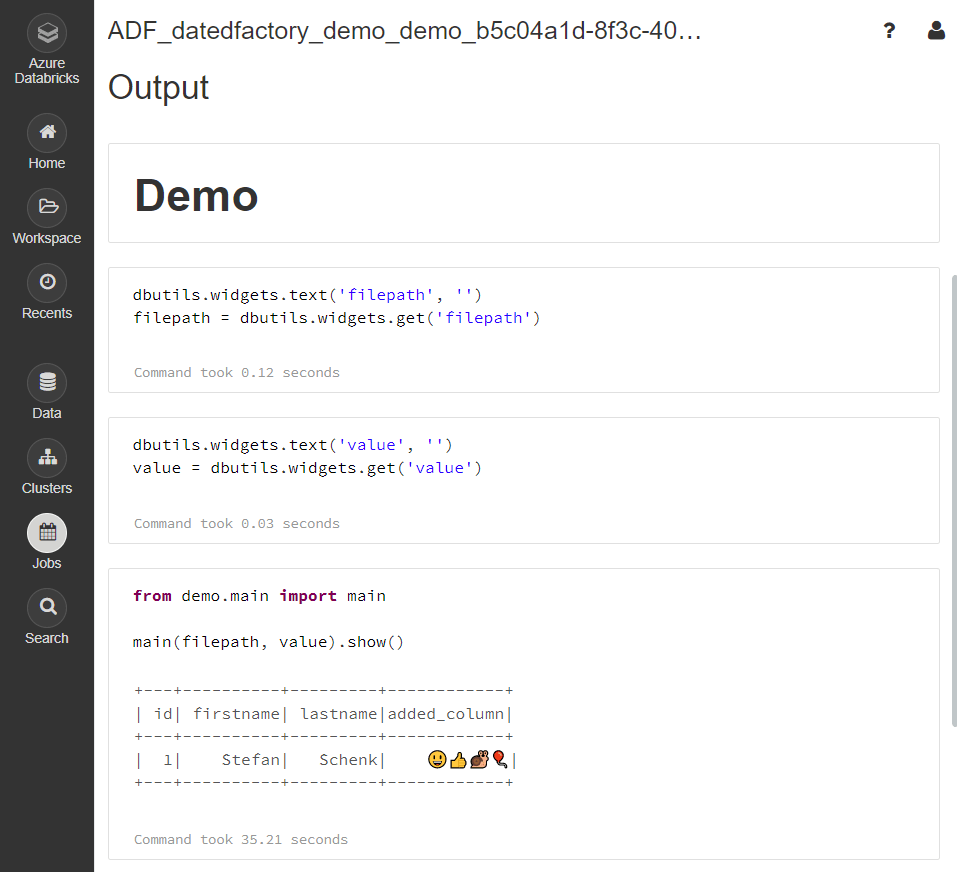 Azure
Databricks
Home
Workspace
Recents
Data
Clusters
Jobs
Search
ADF_datedfactory_demo_demo_b5c04a1d-8f3c-40...
?
Output
Demo
dbutils.widgets.text('filepath', '')
filepath = dbutils.widgets.get('filepath')
Command took 0.12 seconds
dbutils.widgets.text('value', '')
value = dbutils.widgets.get('value')
Command took 0.03 seconds
from demo.main import main
main(filepath, value).show()
+---+----------+---------+------------+
| id| firstname| lastname|added_column|
+---+----------+---------+------------+
|  1|    Stefan|   Schenk|    😃👍🐌🎈|
+---+----------+---------+------------+
Command took 35.21 seconds